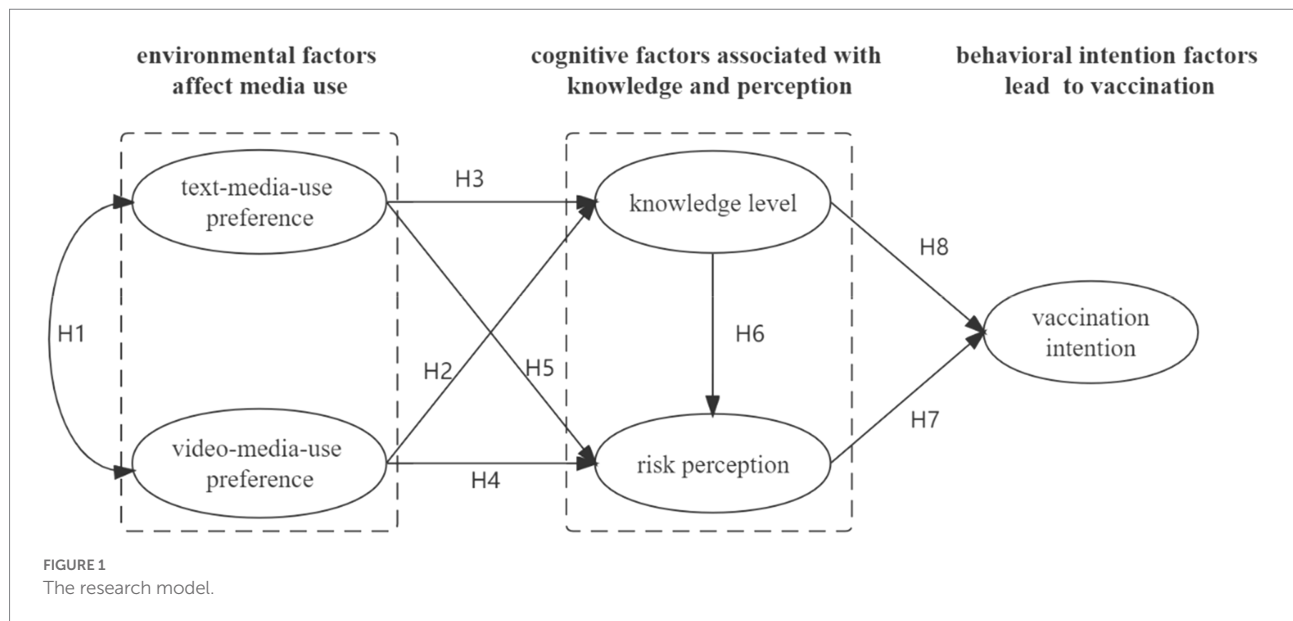 environmental factors
affect media use
cognitive factors associated with
knowledge and perception
behavioral intention factors
lead to vaccination
text-media-use
preference
H3
knowledge level
H8
H1
H2
H5
H6
vaccination
intention
video-media-use
preference
H4
risk perception
H7
FIGURE 1
The research model.